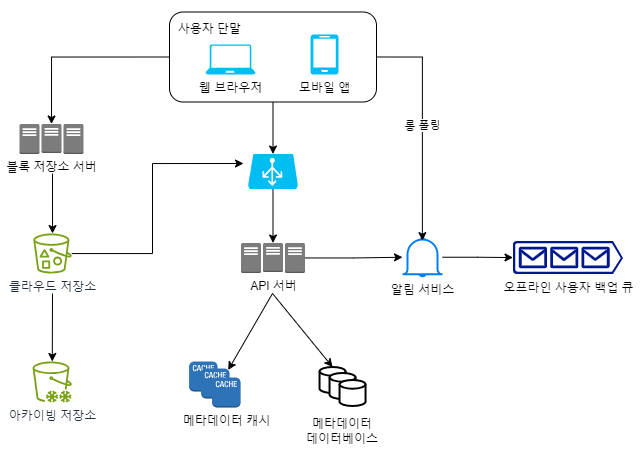 사용자 단말
웹 브라우저
모바일 앱
롱 폴링
블록 저장소 서버
클라우드 저장소
API 서버
알림 서비스
오프라인 사용자 백업 큐
CACHE
CACHE
CACHE
아카이빙 저장소
메타데이터 캐시
메타데이터
데이터베이스